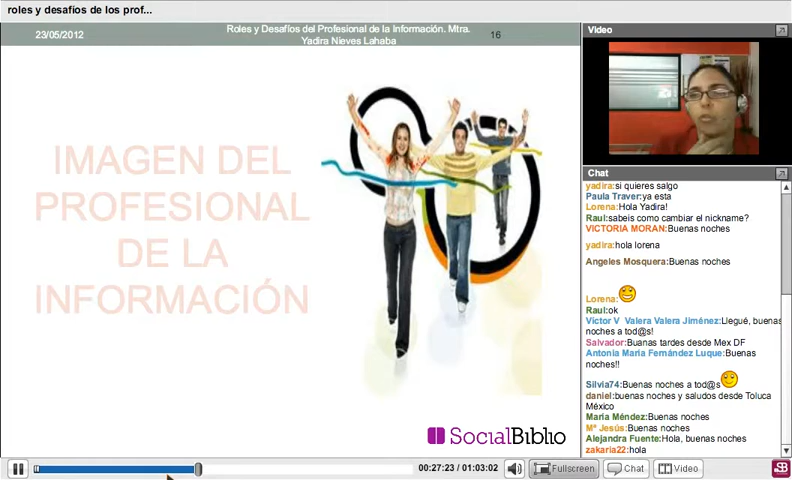 roles y desafíos de los prof...
23/05/2012
Roles y Desafíos del Profesional de la Información. Mtra.
Yadira Nieves Lahaba
16
IMAGEN DEL
PROFESIONAL
DE LA
INFORMACIÓN
SocialBiblio
00:27:23 / 01:03:02
Fullscreen
Chat
Video
Video
Chat
yadira:si quieres salgo
Paula Traver:ya esta
Lorena:Hola Yadira!
Raul:sabeis como cambiar el nickname?
VICTORIA MORAN:Buenas noches
yadira:hola lorena
Angeles Mosquera:Buenas noches
Lorena:
Raul:ok
Victor V Valera Valera Jiménez:Llegué, buenas
noches a tod@s!
Salvador:Buanas tardes desde Mex DF
Antonia María Fernández Luque:Buenas
noches!!
Silvia74:Buenas noches a tod@s
daniel:buenas noches y saludos desde Toluca
México
María Méndez:Buenas noches
Mª Jesús:Buenas noches
Alejandra Fuente:Hola, buenas noches
zakaria22:hola
SB